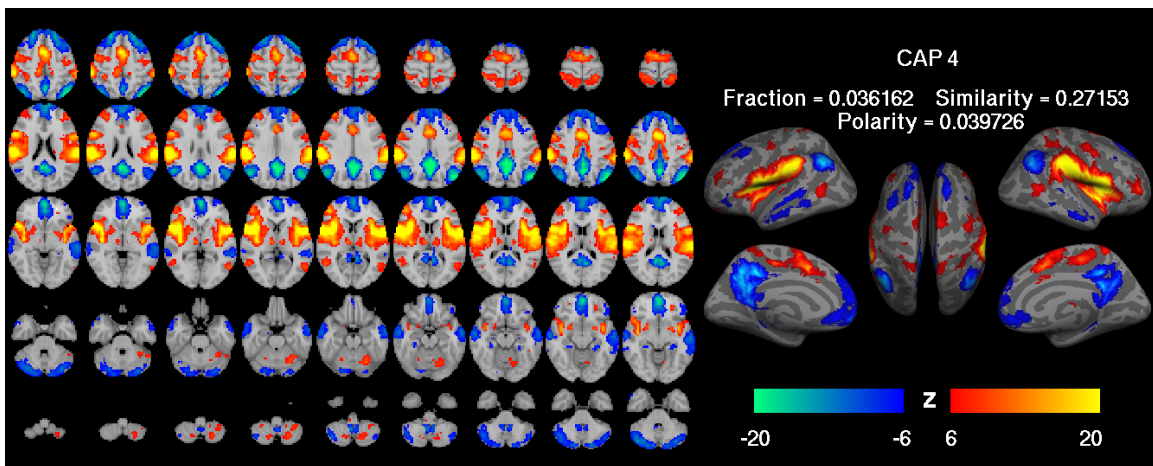 CAP 4
Fraction = 0.036162 Similarity = 0.27153
Polarity = 0.039726
z
-20 -6 6 20